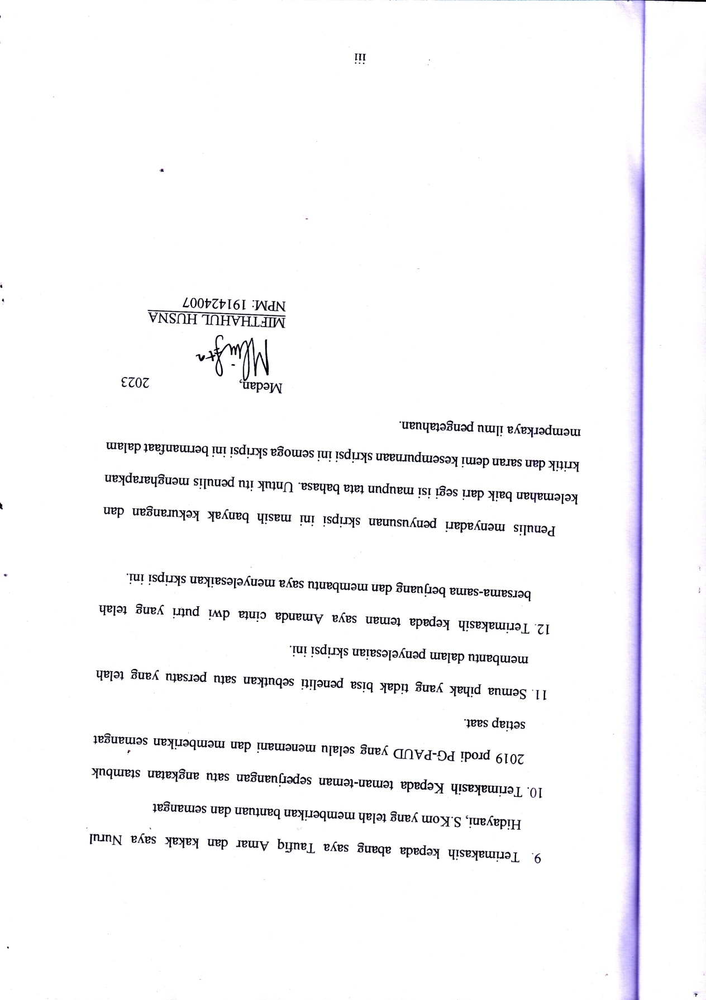 9. Terimakasih kepada abang saya Taufiq Amar dan kakak saya Nurul
Hidayani, S.Kom yang telah memberikan bantuan dan semangat
10. Terimakasih Kepada teman-teman seperjuangan satu angkatan stambuk
2019 prodi PG-PAUD yang selalu menemani dan memberikan semangat
setiap saat.
11. Semua pihak yang tidak bisa peneliti sebutkan satu persatu yang telah
membantu dalam penyelesaian skripsi ini.
12. Terimakasih kepada teman saya Amanda cinta dwi putri yang telah
bersama-sama berjuang dan membantu saya menyelesaikan skripsi ini.
Penulis menyadari penyusunan skripsi ini masih banyak kekurangan dan
kelemahan baik dari segi isi maupun tata bahasa. Untuk itu penulis mengharapkan
kritik dan saran demi kesempurnaan skripsi ini semoga skripsi ini bermanfaat dalam
memperkaya ilmu pengetahuan.
Medan, 2023
MIFTHAHUL HUSNA
NPM: 191424007
iii